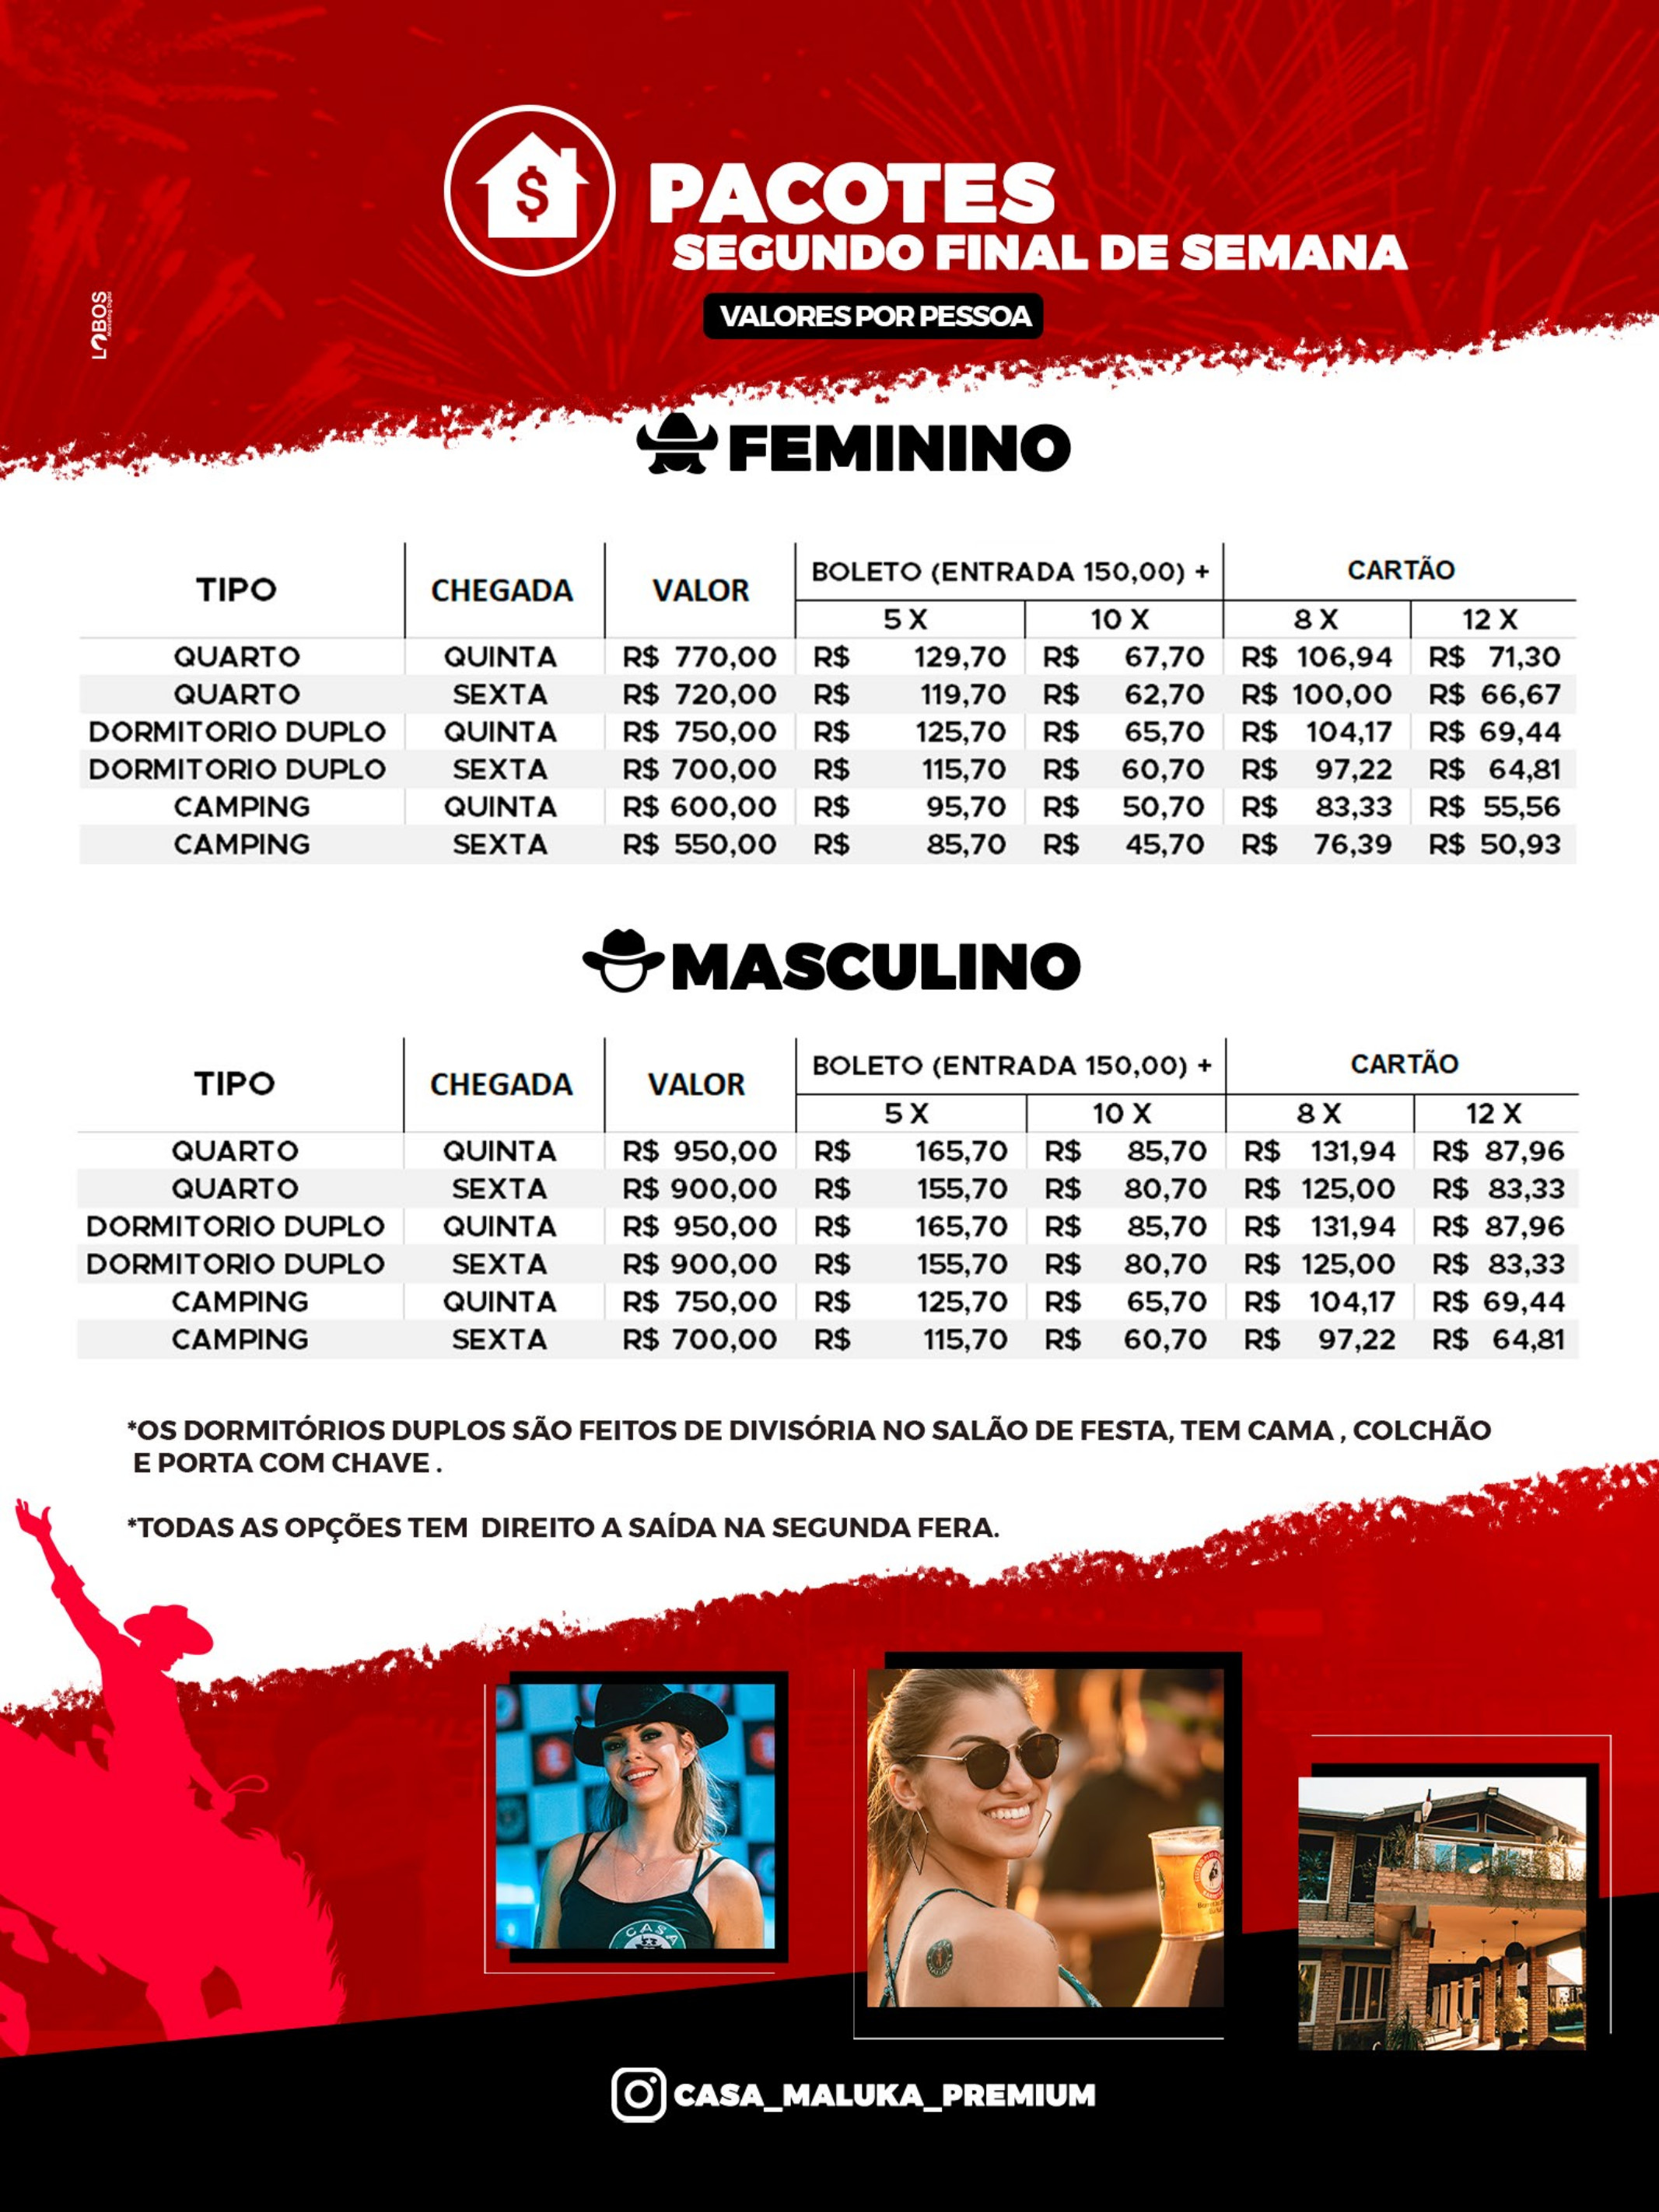 PACOTES
SEGUNDO FINAL DE SEMANA
VALORES POR PESSOA
LOBOS
Marketing Digital
FEMININO
TIPO CHEGADA VALOR BOLETO (ENTRADA 150,00) + CARTÃO
5 X 10 X 8 X 12 X
QUARTO QUINTA R$ 770,00 R$ 129,70 R$ 67,70 R$ 106,94 R$ 71,30
QUARTO SEXTA R$ 720,00 R$ 119,70 R$ 62,70 R$ 100,00 R$ 66,67
DORMITORIO DUPLO QUINTA R$ 750,00 R$ 125,70 R$ 65,70 R$ 104,17 R$ 69,44
DORMITORIO DUPLO SEXTA R$ 700,00 R$ 115,70 R$ 60,70 R$ 97,22 R$ 64,81
CAMPING QUINTA R$ 600,00 R$ 95,70 R$ 50,70 R$ 83,33 R$ 55,56
CAMPING SEXTA R$ 550,00 R$ 85,70 R$ 45,70 R$ 76,39 R$ 50,93
MASCULINO
TIPO CHEGADA VALOR BOLETO (ENTRADA 150,00) + CARTÃO
5 X 10 X 8 X 12 X
QUARTO QUINTA R$ 950,00 R$ 165,70 R$ 85,70 R$ 131,94 R$ 87,96
QUARTO SEXTA R$ 900,00 R$ 155,70 R$ 80,70 R$ 125,00 R$ 83,33
DORMITORIO DUPLO QUINTA R$ 950,00 R$ 165,70 R$ 85,70 R$ 131,94 R$ 87,96
DORMITORIO DUPLO SEXTA R$ 900,00 R$ 155,70 R$ 80,70 R$ 125,00 R$ 83,33
CAMPING QUINTA R$ 750,00 R$ 125,70 R$ 65,70 R$ 104,17 R$ 69,44
CAMPING SEXTA R$ 700,00 R$ 115,70 R$ 60,70 R$ 97,22 R$ 64,81
*OS DORMITÓRIOS DUPLOS SÃO FEITOS DE DIVISÓRIA NO SALÃO DE FESTA, TEM CAMA , COLCHÃO
E PORTA COM CHAVE .
*TODAS AS OPÇÕES TEM DIREITO A SAÍDA NA SEGUNDA FERA.
CASA
CASA_MALUKA_PREMIUM